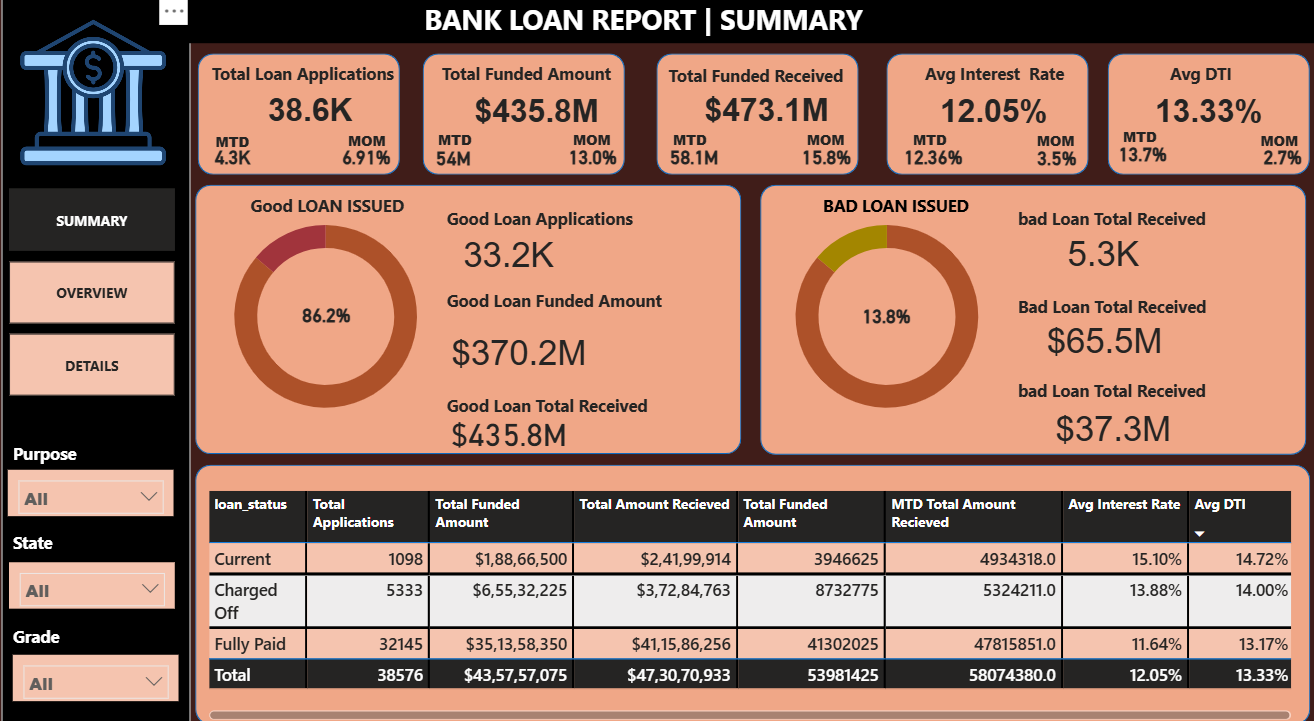 BANK LOAN REPORT | SUMMARY
Total Loan Applications
38.6K
MTD
4.3K
MOM
6.91%
Total Funded Amount
$435.8M
MTD
54M
MOM
13.0%
Total Funded Received
$473.1M
MTD
58.1M
MOM
15.8%
Avg Interest Rate
12.05%
MTD
12.36%
MOM
3.5%
Avg DTI
13.33%
MTD
13.7%
MOM
2.7%
SUMMARY
OVERVIEW
DETAILS
Purpose
All
State
All
Grade
All
Good LOAN ISSUED
86.2%
Good Loan Applications
33.2K
Good Loan Funded Amount
$370.2M
Good Loan Total Received
$435.8M
BAD LOAN ISSUED
13.8%
bad Loan Total Received
5.3K
Bad Loan Total Received
$65.5M
bad Loan Total Received
$37.3M
loan_status Total Applications Total Funded Amount Total Amount Recieved Total Funded Amount MTD Total Amount Recieved Avg Interest Rate Avg DTI
Current 1098 $1,88,66,500 $2,41,99,914 3946625 4934318.0 15.10% 14.72%
Charged Off 5333 $6,55,32,225 $3,72,84,763 8732775 5324211.0 13.88% 14.00%
Fully Paid 32145 $35,13,58,350 $41,15,86,256 41302025 47815851.0 11.64% 13.17%
Total 38576 $43,57,57,075 $47,30,70,933 53981425 58074380.0 12.05% 13.33%